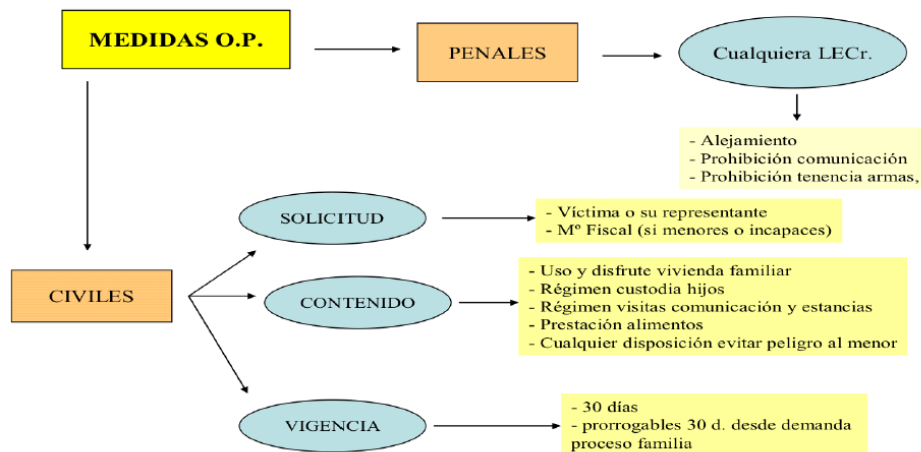 MEDIDAS O.P.
PENALES
Cualquiera LECr.
- Alejamiento
- Prohibición comunicación
- Prohibición tenencia armas,
SOLICITUD
- Víctima o su representante
- Mº Fiscal (si menores o incapaces)
CIVILES
CONTENIDO
- Uso y disfrute vivienda familiar
- Régimen custodia hijos
- Régimen visitas comunicación y estancias
- Prestación alimentos
- Cualquier disposición evitar peligro al menor
VIGENCIA
- 30 días
- prorrogables 30 d. desde demanda
proceso familia